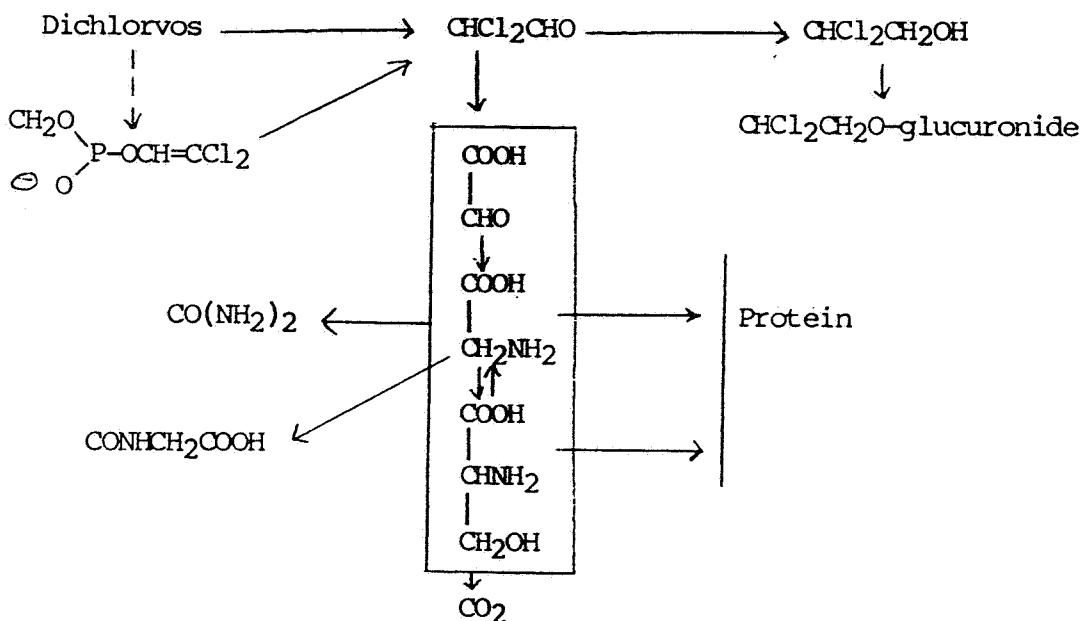 Dichlorvos CHCl2CHO CHCl2CH2OH
CH2O
P-OCH=CCl2
⊖ O
CHCl2CH2O-glucuronide
COOH
CHO
COOH
CO(NH2)2
Protein
CH2NH2
COOH
CONHCH2COOH
CHNH2
CH2OH
CO2